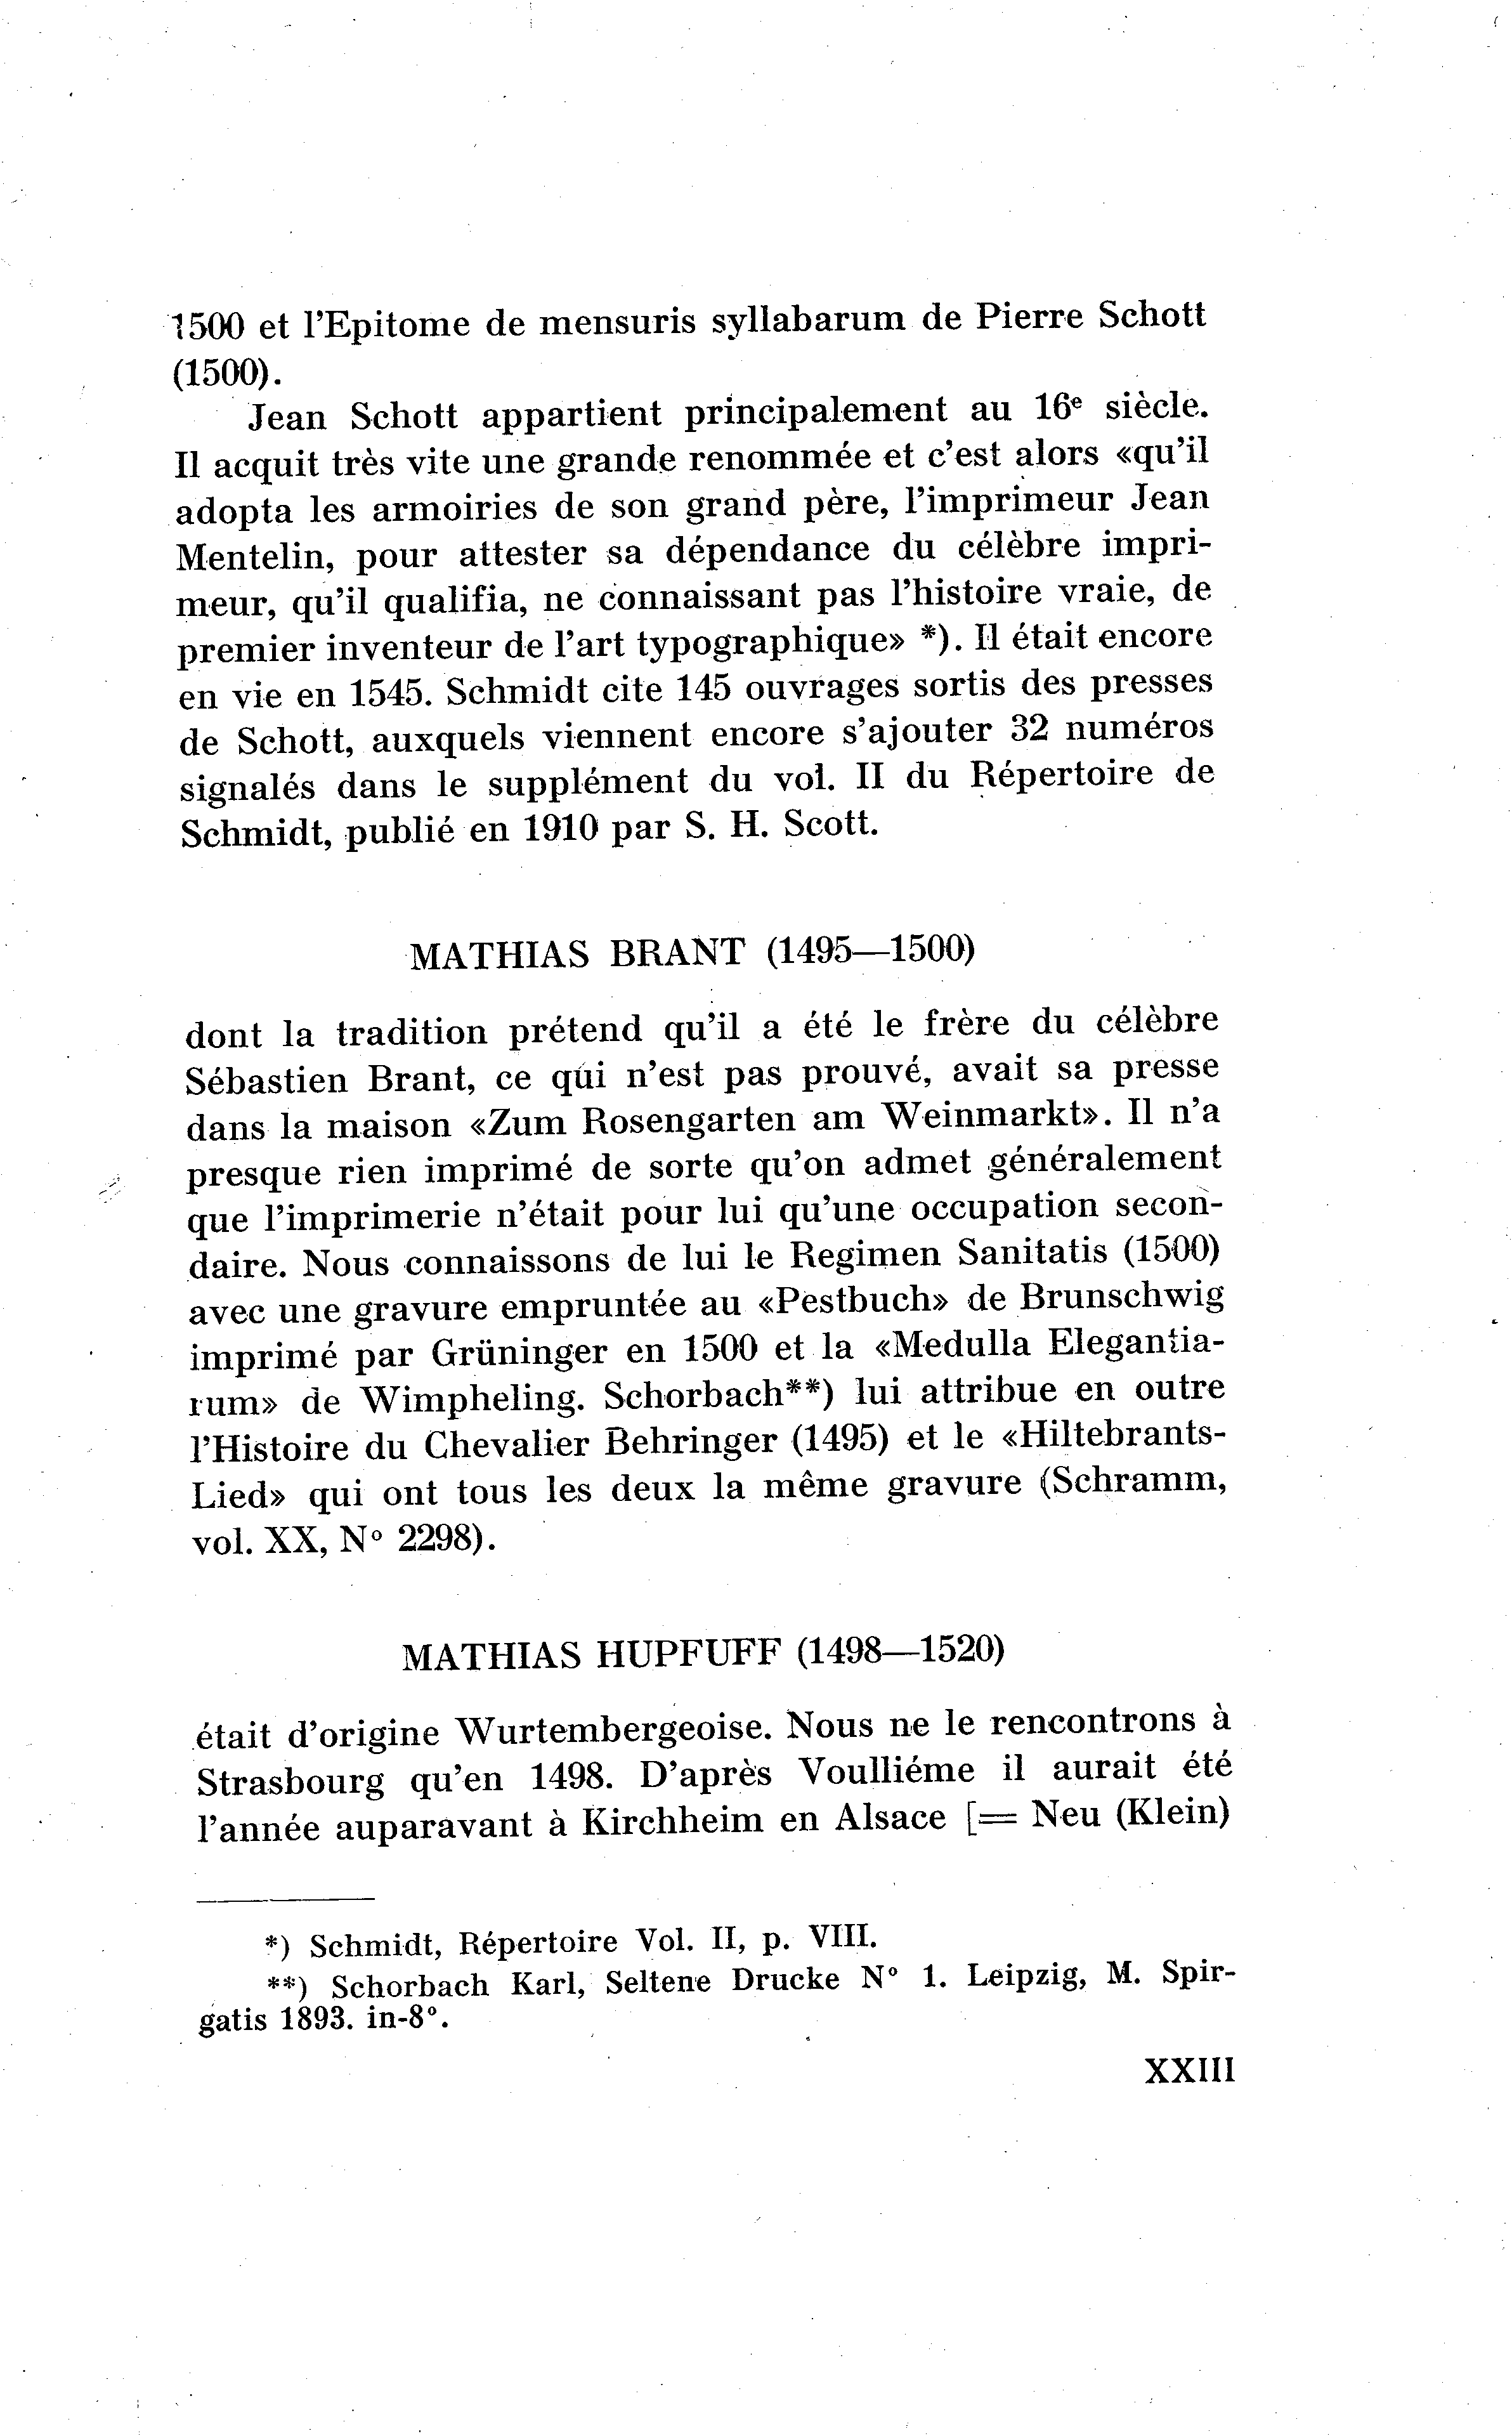 1500 et l'Epitome de mensuris syllabarum de Pierre Schott
(1500).
Jean Schott appartient principalement au 16e siècle.
Il acquit très vite une grande renommée et c'est alors «qu'il
adopta les armoiries de son grand père, l'imprimeur Jean
Mentelin, pour attester sa dépendance du célèbre impri-
meur, qu'il qualifia, ne connaissant pas l'histoire vraie, de
premier inventeur de l'art typographique» *). Il était encore
en vie en 1545. Schmidt cite 145 ouvrages sortis des presses
de Schott, auxquels viennent encore s'ajouter 32 numéros
signalés dans le supplément du vol. II du Répertoire de
Schmidt, publié en 1910 par S. H. Scott.
MATHIAS BRANT (1495—1500)
dont la tradition prétend qu'il a été le frère du célèbre
Sébastien Brant, ce qui n'est pas prouvé, avait sa presse
dans la maison «Zum Rosengarten am Weinmarkt». Il n'a
presque rien imprimé de sorte qu'on admet généralement
que l'imprimerie n'était pour lui qu'une occupation secon-
daire. Nous connaissons de lui le Regimen Sanitatis (1500)
avec une gravure empruntée au «Pestbuch» de Brunschwig
imprimé par Grüninger en 1500 et la «Medulla Elegantia-
rum» de Wimpheling. Schorbach**) lui attribue en outre
l'Histoire du Chevalier Behringer (1495) et le «Hiltebrants-
Lied» qui ont tous les deux la même gravure (Schramm,
vol. XX, N° 2298).
MATHIAS HUPFUFF (1498—1520)
était d'origine Wurtembergeoise. Nous ne le rencontrons à
Strasbourg qu'en 1498. D'après Voulliéme il aurait été
l'année auparavant à Kirchheim en Alsace [= Neu (Klein)
*) Schmidt, Répertoire Vol. II, p. VIII.
**) Schorbach Karl, Seltene Drucke N° 1. Leipzig, M. Spir-
gatis 1893. in-8°.
XXIII